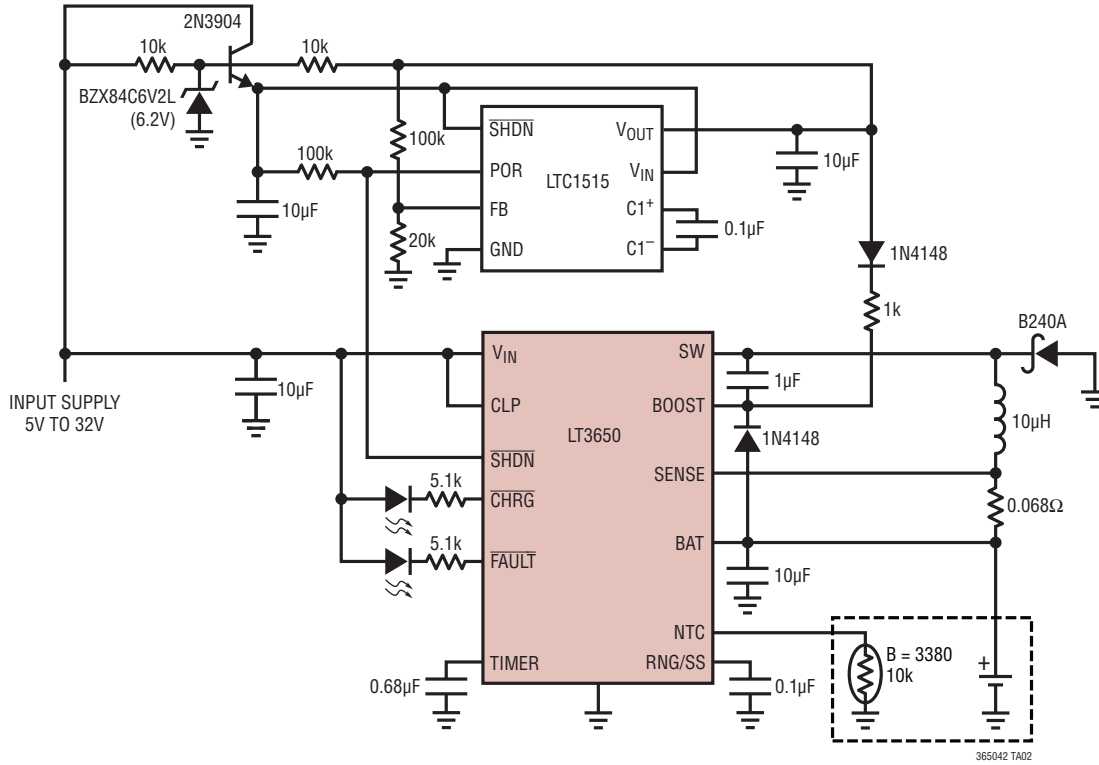 2N3904
10k
10k
BZX84C6V2L
(6.2V)
100k
100k
10µF
20k
SHDN
POR
FB
GND
LTC1515
VOUT
VIN
C1+
C1–
0.1µF
10µF
1N4148
1k
B240A
INPUT SUPPLY
5V TO 32V
10µF
VIN
CLP
SHDN
CHRG
FAULT
TIMER
LT3650
SW
BOOST
SENSE
BAT
NTC
RNG/SS
5.1k
5.1k
1µF
1N4148
10µH
0.068Ω
10µF
0.68µF
0.1µF
B = 3380
10k
+
365042 TA02